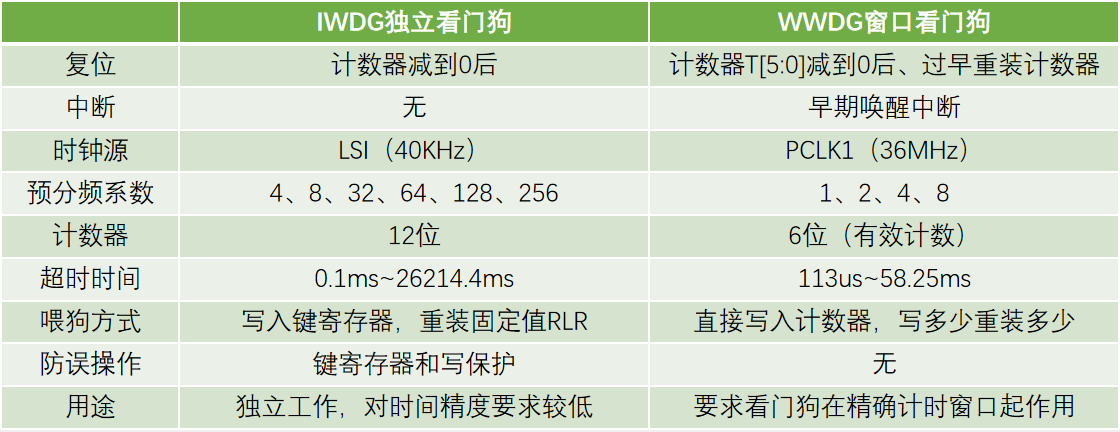 IWDG独立看门狗 WWDG窗口看门狗
复位 计数器减到0后 计数器T[5:0]减到0后、过早重装计数器
中断 无 早期唤醒中断
时钟源 LSI（40KHz） PCLK1（36MHz）
预分频系数 4、8、32、64、128、256 1、2、4、8
计数器 12位 6位（有效计数）
超时时间 0.1ms~26214.4ms 113us~58.25ms
喂狗方式 写入键寄存器，重装固定值RLR 直接写入计数器，写多少重装多少
防误操作 键寄存器和写保护 无
用途 独立工作，对时间精度要求较低 要求看门狗在精确计时窗口起作用